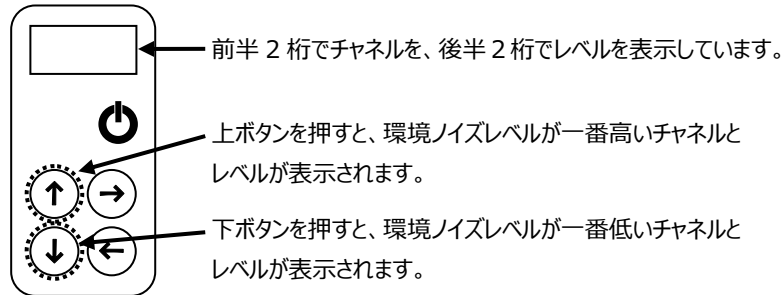 前半 2 桁でチャネルを、後半 2 桁でレベルを表示しています。
上ボタンを押すと、環境ノイズレベルが一番高いチャネルと
レベルが表示されます。
下ボタンを押すと、環境ノイズレベルが一番低いチャネルと
レベルが表示されます。